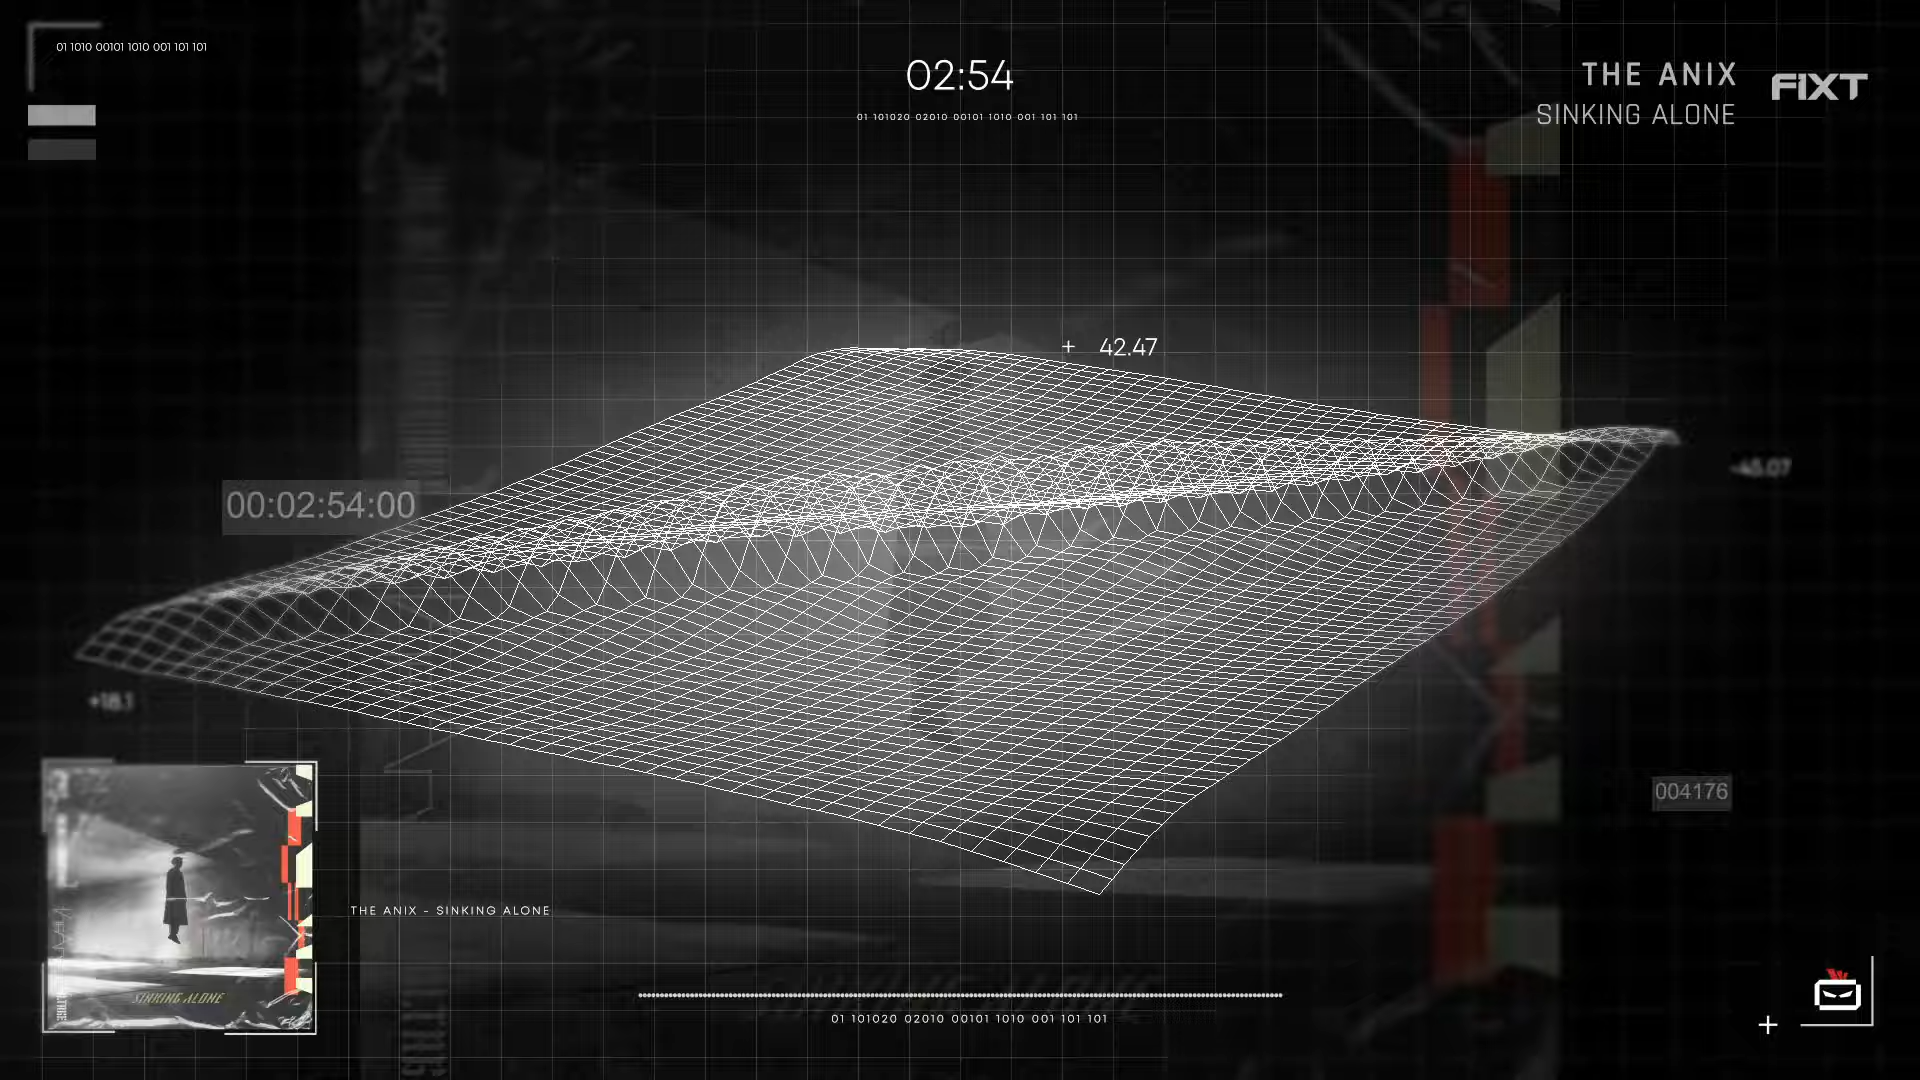 01 1010 00101 1010 001 101 101
02:54
01 101020 02010 00101 1010 001 101 101
THE ANIX
SINKING ALONE
FIXT
+ 42.47
-45.07
00:02:54:00
+18.1
004176
SINKING ALONE
THE ANIX - SINKING ALONE
01 101020 02010 00101 1010 001 101 101